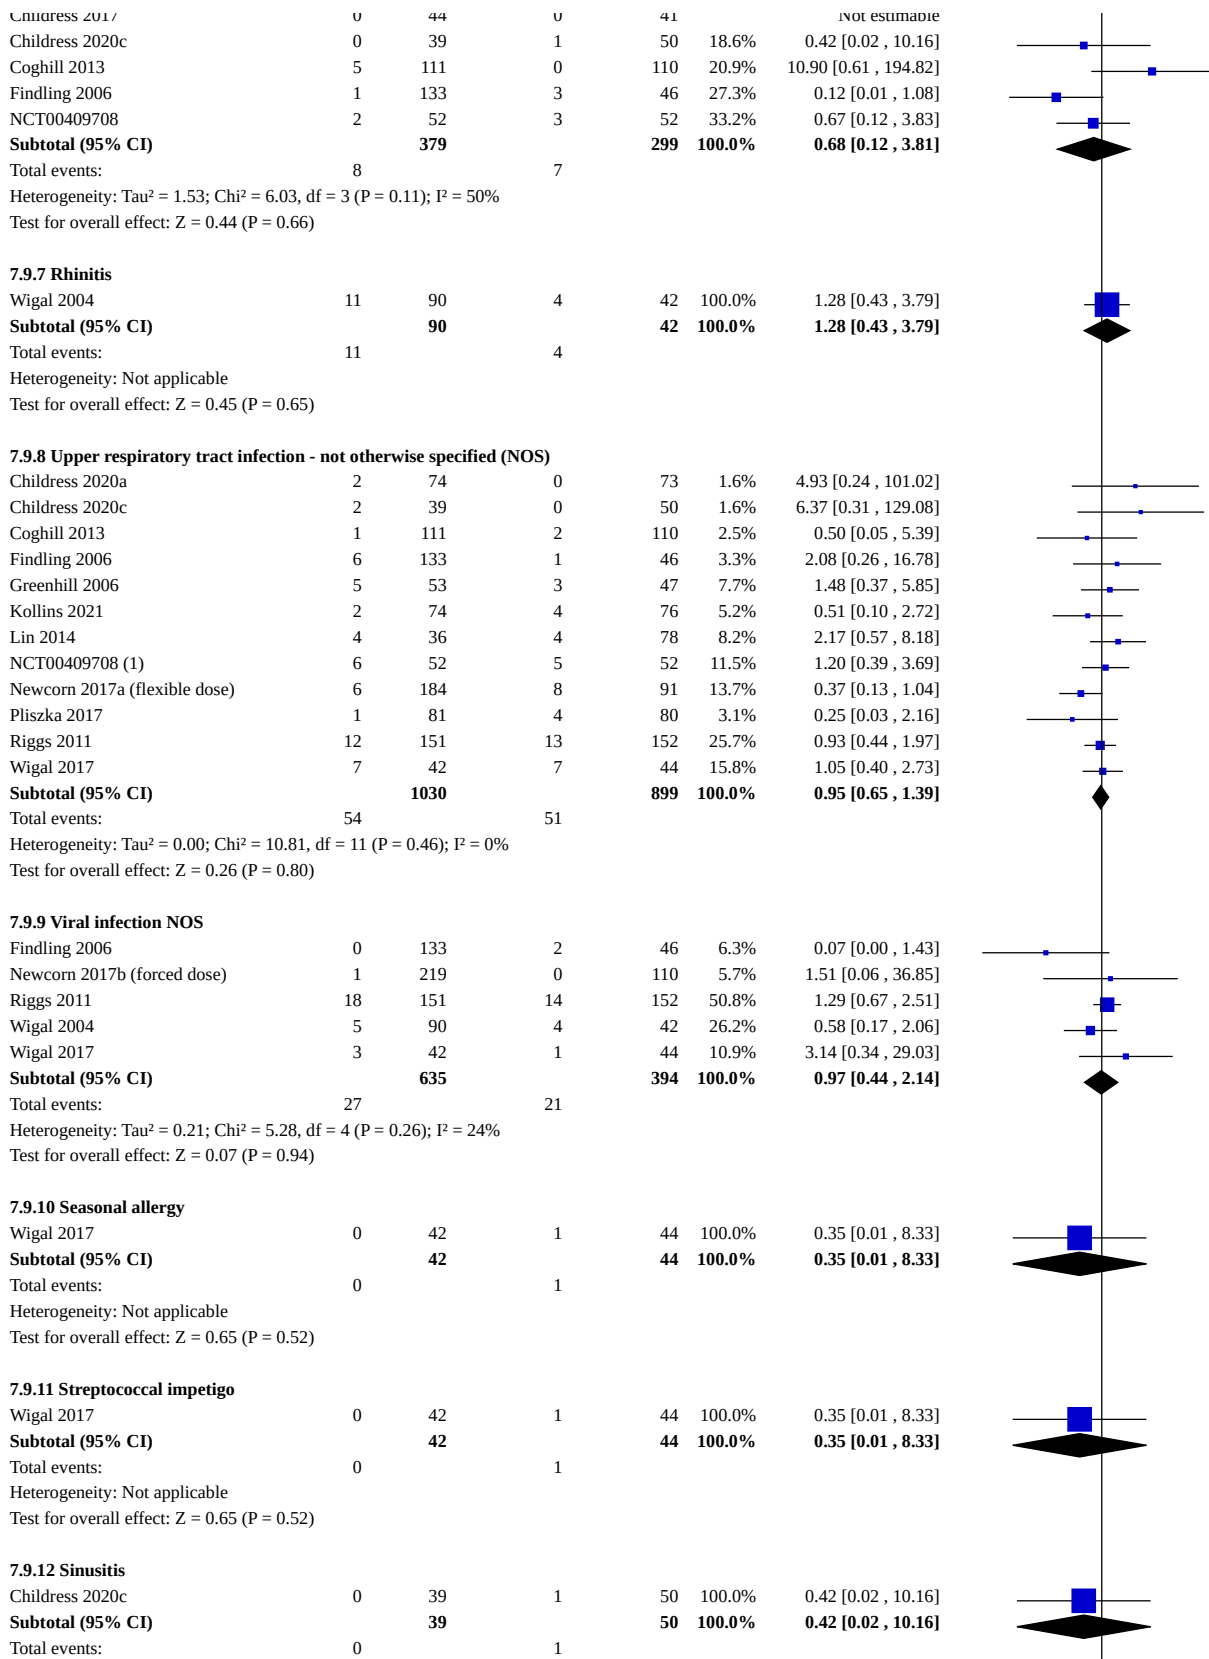 Childress 2017 0 44 0 41 Not estimable
Childress 2020c 0 39 1 50 18.6% 0.42 [0.02 , 10.16]
Coghill 2013 5 111 0 110 20.9% 10.90 [0.61 , 194.82]
Findling 2006 1 133 3 46 27.3% 0.12 [0.01 , 1.08]
NCT00409708 2 52 3 52 33.2% 0.67 [0.12 , 3.83]
Subtotal (95% CI) 379 299 100.0% 0.68 [0.12 , 3.81]
Total events: 8 7
Heterogeneity: Tau² = 1.53; Chi² = 6.03, df = 3 (P = 0.11); I² = 50%
Test for overall effect: Z = 0.44 (P = 0.66)
7.9.7 Rhinitis
Wigal 2004 11 90 4 42 100.0% 1.28 [0.43 , 3.79]
Subtotal (95% CI) 90 42 100.0% 1.28 [0.43 , 3.79]
Total events: 11 4
Heterogeneity: Not applicable
Test for overall effect: Z = 0.45 (P = 0.65)
7.9.8 Upper respiratory tract infection - not otherwise specified (NOS)
Childress 2020a 2 74 0 73 1.6% 4.93 [0.24 , 101.02]
Childress 2020c 2 39 0 50 1.6% 6.37 [0.31 , 129.08]
Coghill 2013 1 111 2 110 2.5% 0.50 [0.05 , 5.39]
Findling 2006 6 133 1 46 3.3% 2.08 [0.26 , 16.78]
Greenhill 2006 5 53 3 47 7.7% 1.48 [0.37 , 5.85]
Kollins 2021 2 74 4 76 5.2% 0.51 [0.10 , 2.72]
Lin 2014 4 36 4 78 8.2% 2.17 [0.57 , 8.18]
NCT00409708 (1) 6 52 5 52 11.5% 1.20 [0.39 , 3.69]
Newcorn 2017a (flexible dose) 6 184 8 91 13.7% 0.37 [0.13 , 1.04]
Pliszka 2017 1 81 4 80 3.1% 0.25 [0.03 , 2.16]
Riggs 2011 12 151 13 152 25.7% 0.93 [0.44 , 1.97]
Wigal 2017 7 42 7 44 15.8% 1.05 [0.40 , 2.73]
Subtotal (95% CI) 1030 899 100.0% 0.95 [0.65 , 1.39]
Total events: 54 51
Heterogeneity: Tau² = 0.00; Chi² = 10.81, df = 11 (P = 0.46); I² = 0%
Test for overall effect: Z = 0.26 (P = 0.80)
7.9.9 Viral infection NOS
Findling 2006 0 133 2 46 6.3% 0.07 [0.00 , 1.43]
Newcorn 2017b (forced dose) 1 219 0 110 5.7% 1.51 [0.06 , 36.85]
Riggs 2011 18 151 14 152 50.8% 1.29 [0.67 , 2.51]
Wigal 2004 5 90 4 42 26.2% 0.58 [0.17 , 2.06]
Wigal 2017 3 42 1 44 10.9% 3.14 [0.34 , 29.03]
Subtotal (95% CI) 635 394 100.0% 0.97 [0.44 , 2.14]
Total events: 27 21
Heterogeneity: Tau² = 0.21; Chi² = 5.28, df = 4 (P = 0.26); I² = 24%
Test for overall effect: Z = 0.07 (P = 0.94)
7.9.10 Seasonal allergy
Wigal 2017 0 42 1 44 100.0% 0.35 [0.01 , 8.33]
Subtotal (95% CI) 42 44 100.0% 0.35 [0.01 , 8.33]
Total events: 0 1
Heterogeneity: Not applicable
Test for overall effect: Z = 0.65 (P = 0.52)
7.9.11 Streptococcal impetigo
Wigal 2017 0 42 1 44 100.0% 0.35 [0.01 , 8.33]
Subtotal (95% CI) 42 44 100.0% 0.35 [0.01 , 8.33]
Total events: 0 1
Heterogeneity: Not applicable
Test for overall effect: Z = 0.65 (P = 0.52)
7.9.12 Sinusitis
Childress 2020c 0 39 1 50 100.0% 0.42 [0.02 , 10.16]
Subtotal (95% CI) 39 50 100.0% 0.42 [0.02 , 10.16]
Total events: 0 1